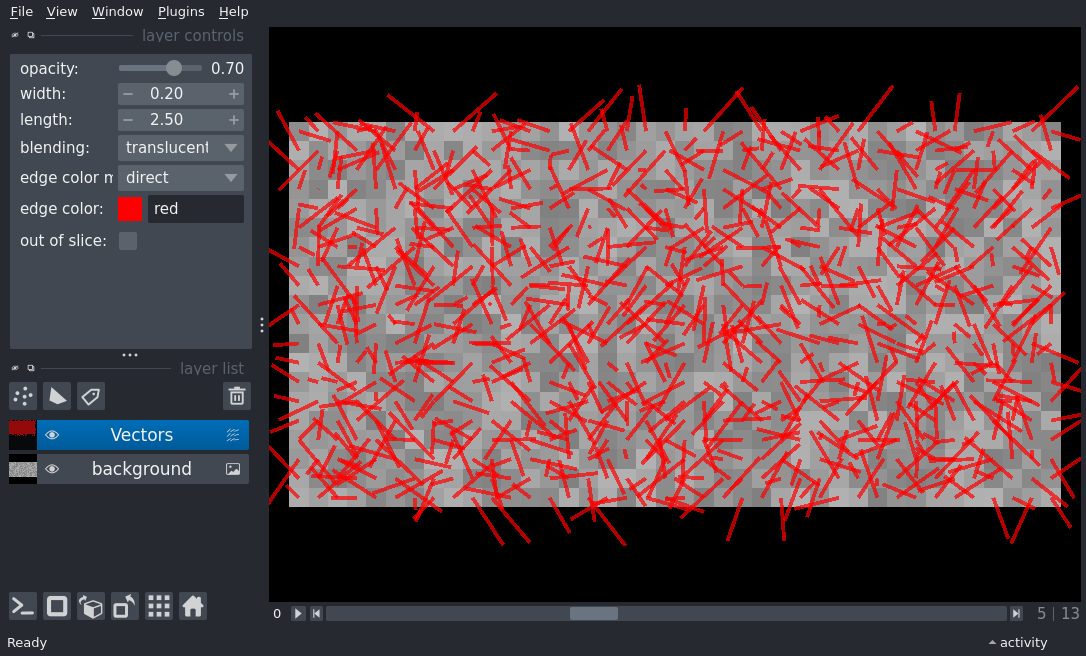 File View Window Plugins Help
layer controls
opacity: 0.70
width: − 0.20 +
length: − 2.50 +
blending: translucent
edge color m direct
edge color: red
out of slice:
layer list
Vectors
background
0 5 | 13
Ready activity